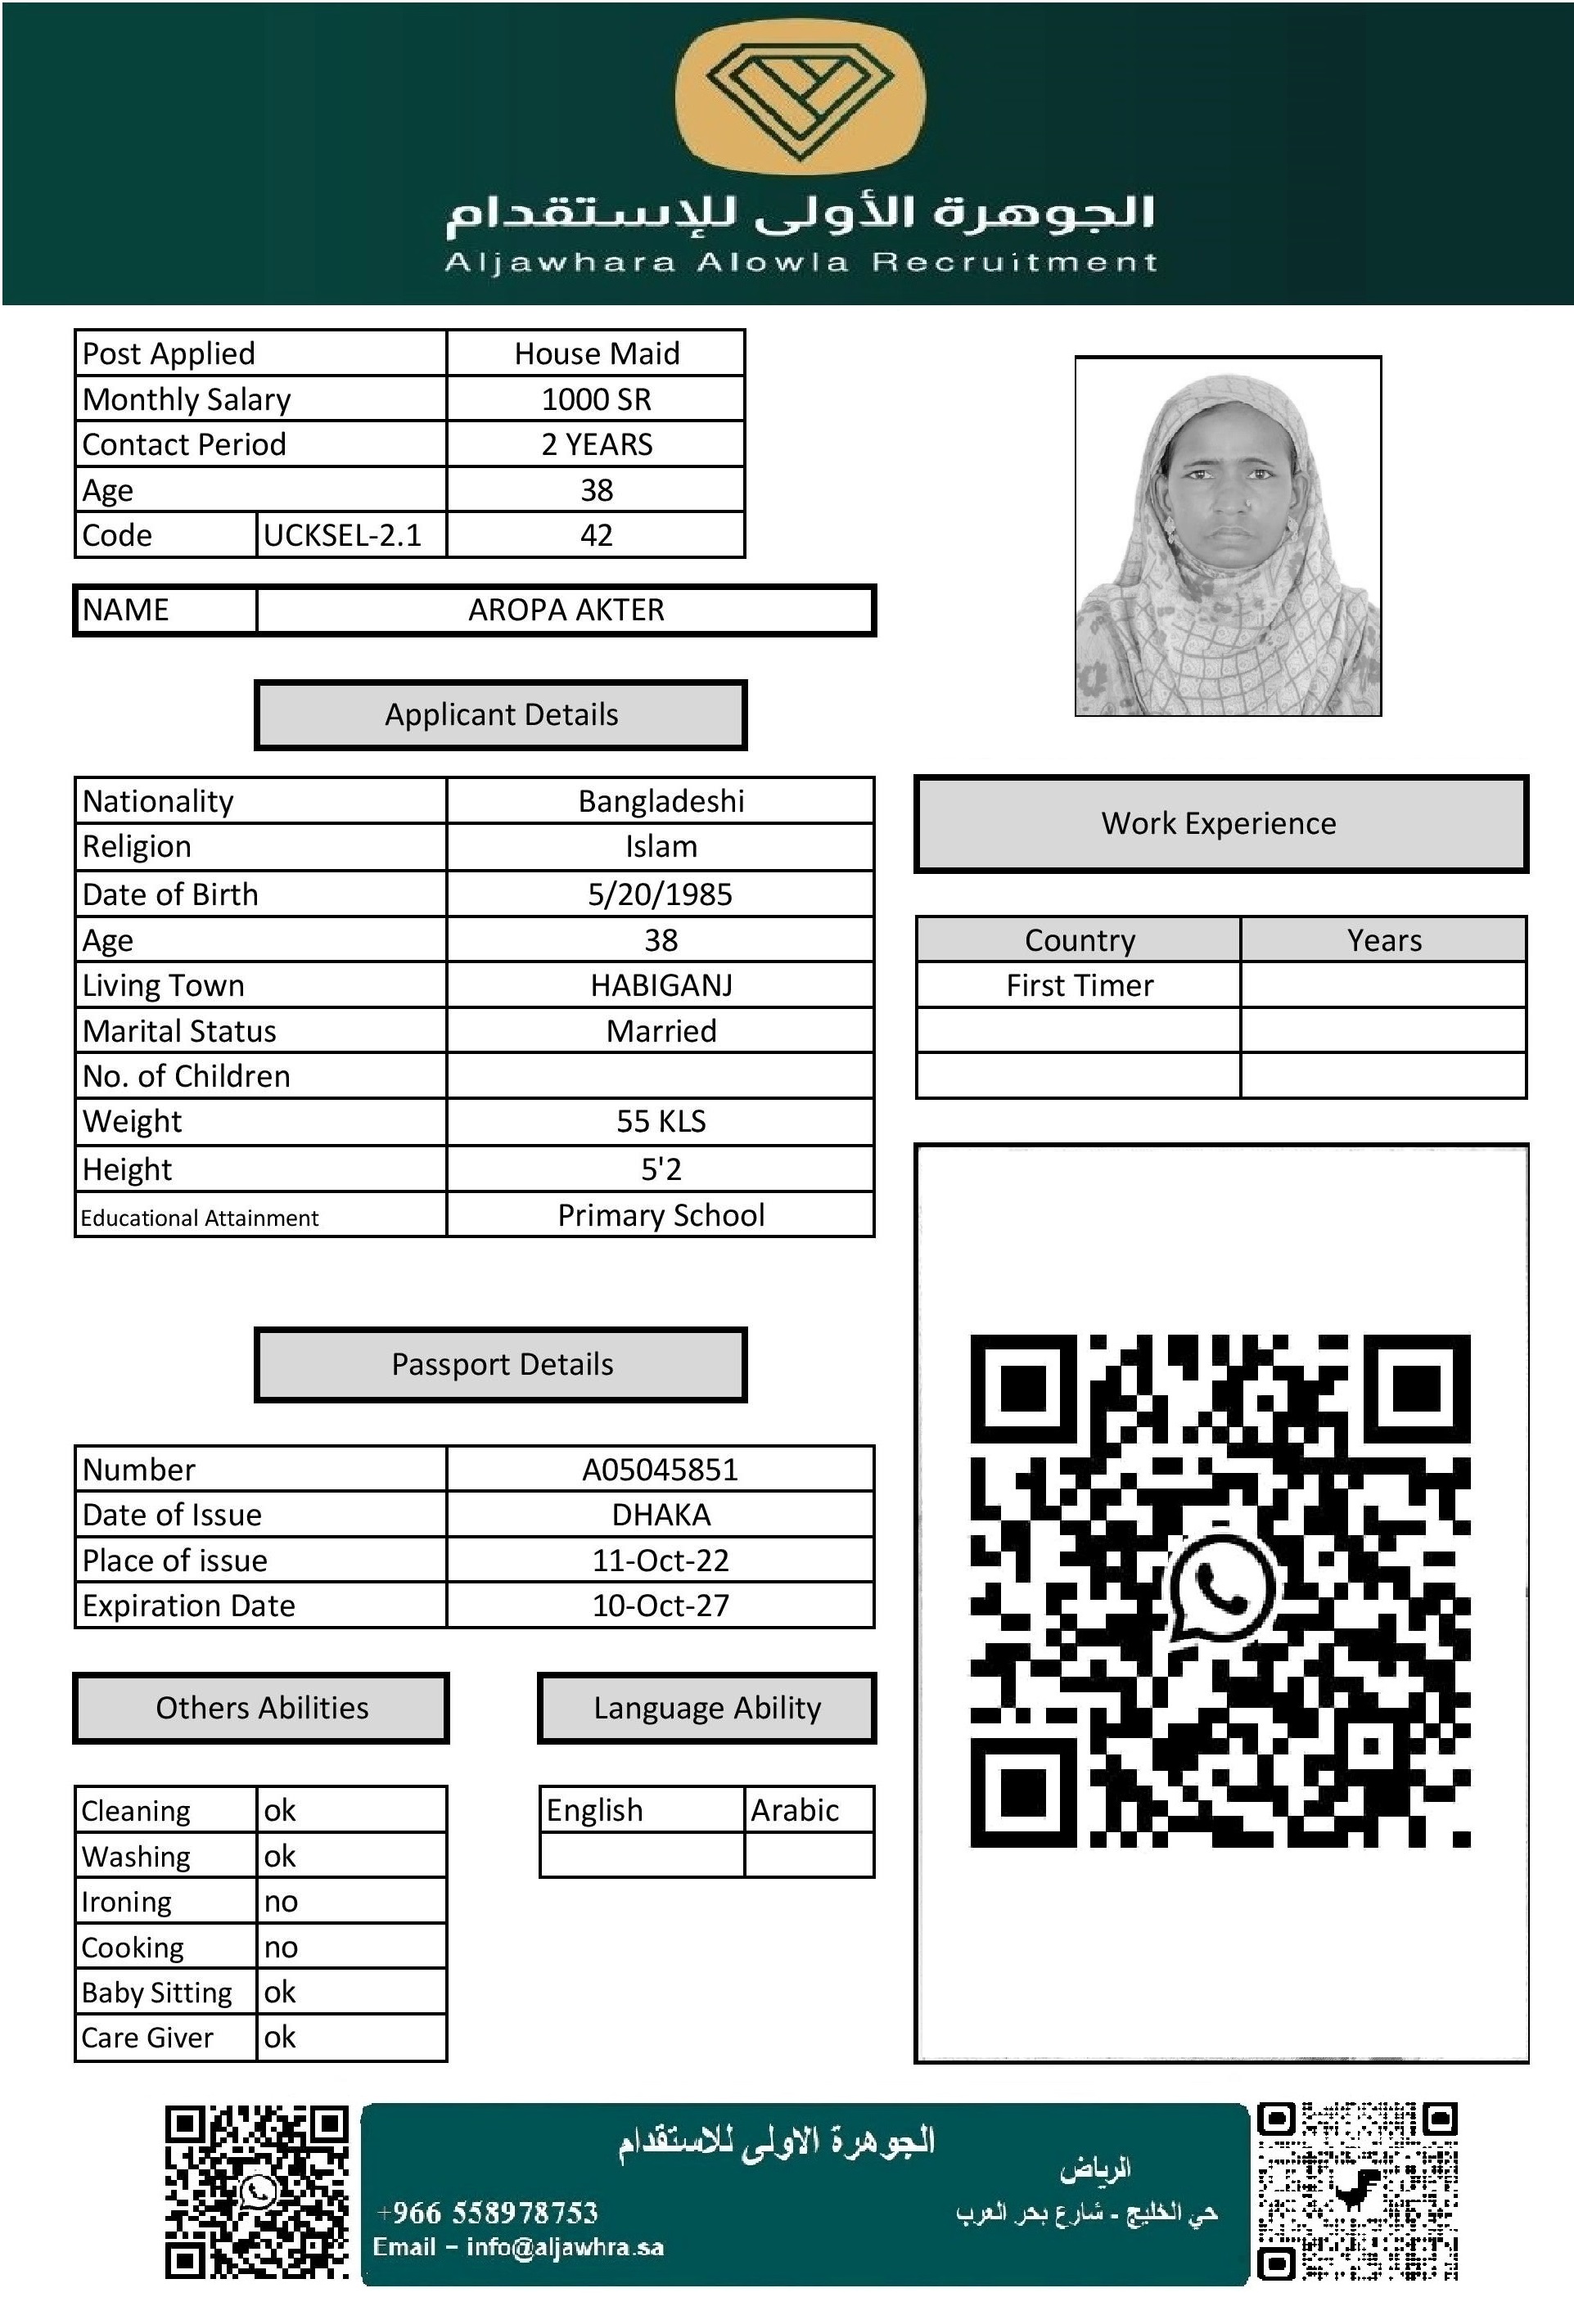 الجوهرة الأولى للإستقدام
Aljawhara Alowla Recruitment
Post Applied House Maid
Monthly Salary 1000 SR
Contact Period 2 YEARS
Age 38
Code UCKSEL-2.1 42
NAME AROPA AKTER
Applicant Details
Nationality Bangladeshi
Religion Islam
Date of Birth 5/20/1985
Age 38
Living Town HABIGANJ
Marital Status Married
No. of Children
Weight 55 KLS
Height 5'2
Educational Attainment Primary School
Work Experience
Country Years
First Timer
Passport Details
Number A05045851
Date of Issue DHAKA
Place of issue 11-Oct-22
Expiration Date 10-Oct-27
Others Abilities
Cleaning ok
Washing ok
Ironing no
Cooking no
Baby Sitting ok
Care Giver ok
Language Ability
English Arabic
الجوهرة الاولى للاستقدام
الرياض
حي الخليج - شارع بحر العرب
+966 558978753
Email – info@aljawhra.sa